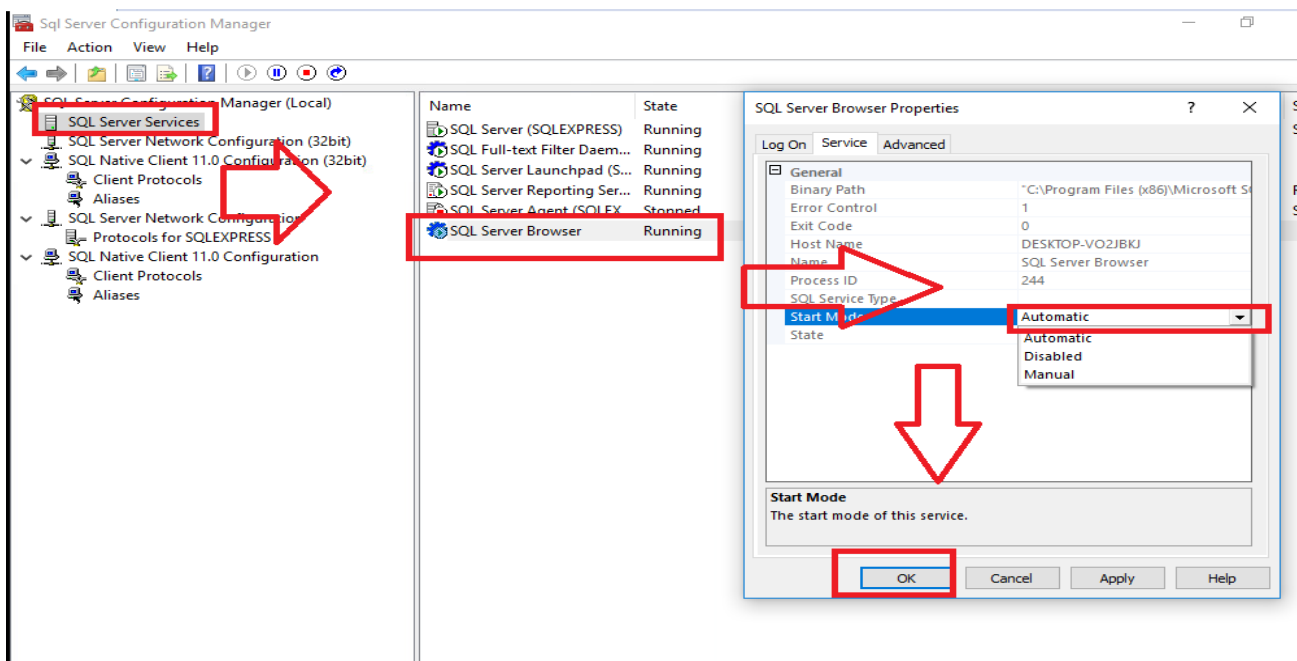 Sql Server Configuration Manager
File Action View Help
SQL Server Configuration Manager (Local)
SQL Server Services
SQL Server Network Configuration (32bit)
SQL Native Client 11.0 Configuration (32bit)
Client Protocols
Aliases
SQL Server Network Configuration
Protocols for SQLEXPRESS
SQL Native Client 11.0 Configuration
Client Protocols
Aliases
Name State
SQL Server (SQLEXPRESS) Running
SQL Full-text Filter Daem... Running
SQL Server Launchpad (S... Running
SQL Server Reporting Ser... Running
SQL Server Agent (SQLEX... Stopped
SQL Server Browser Running
SQL Server Browser Properties ?
Log On Service Advanced
General
Binary Path "C:\Program Files (x86)\Microsoft S
Error Control 1
Exit Code 0
Host Name DESKTOP-VO2JBKJ
Name SQL Server Browser
Process ID 244
SQL Service Type
Start Mode Automatic
State
Automatic
Disabled
Manual
Start Mode
The start mode of this service.
OK Cancel Apply Help